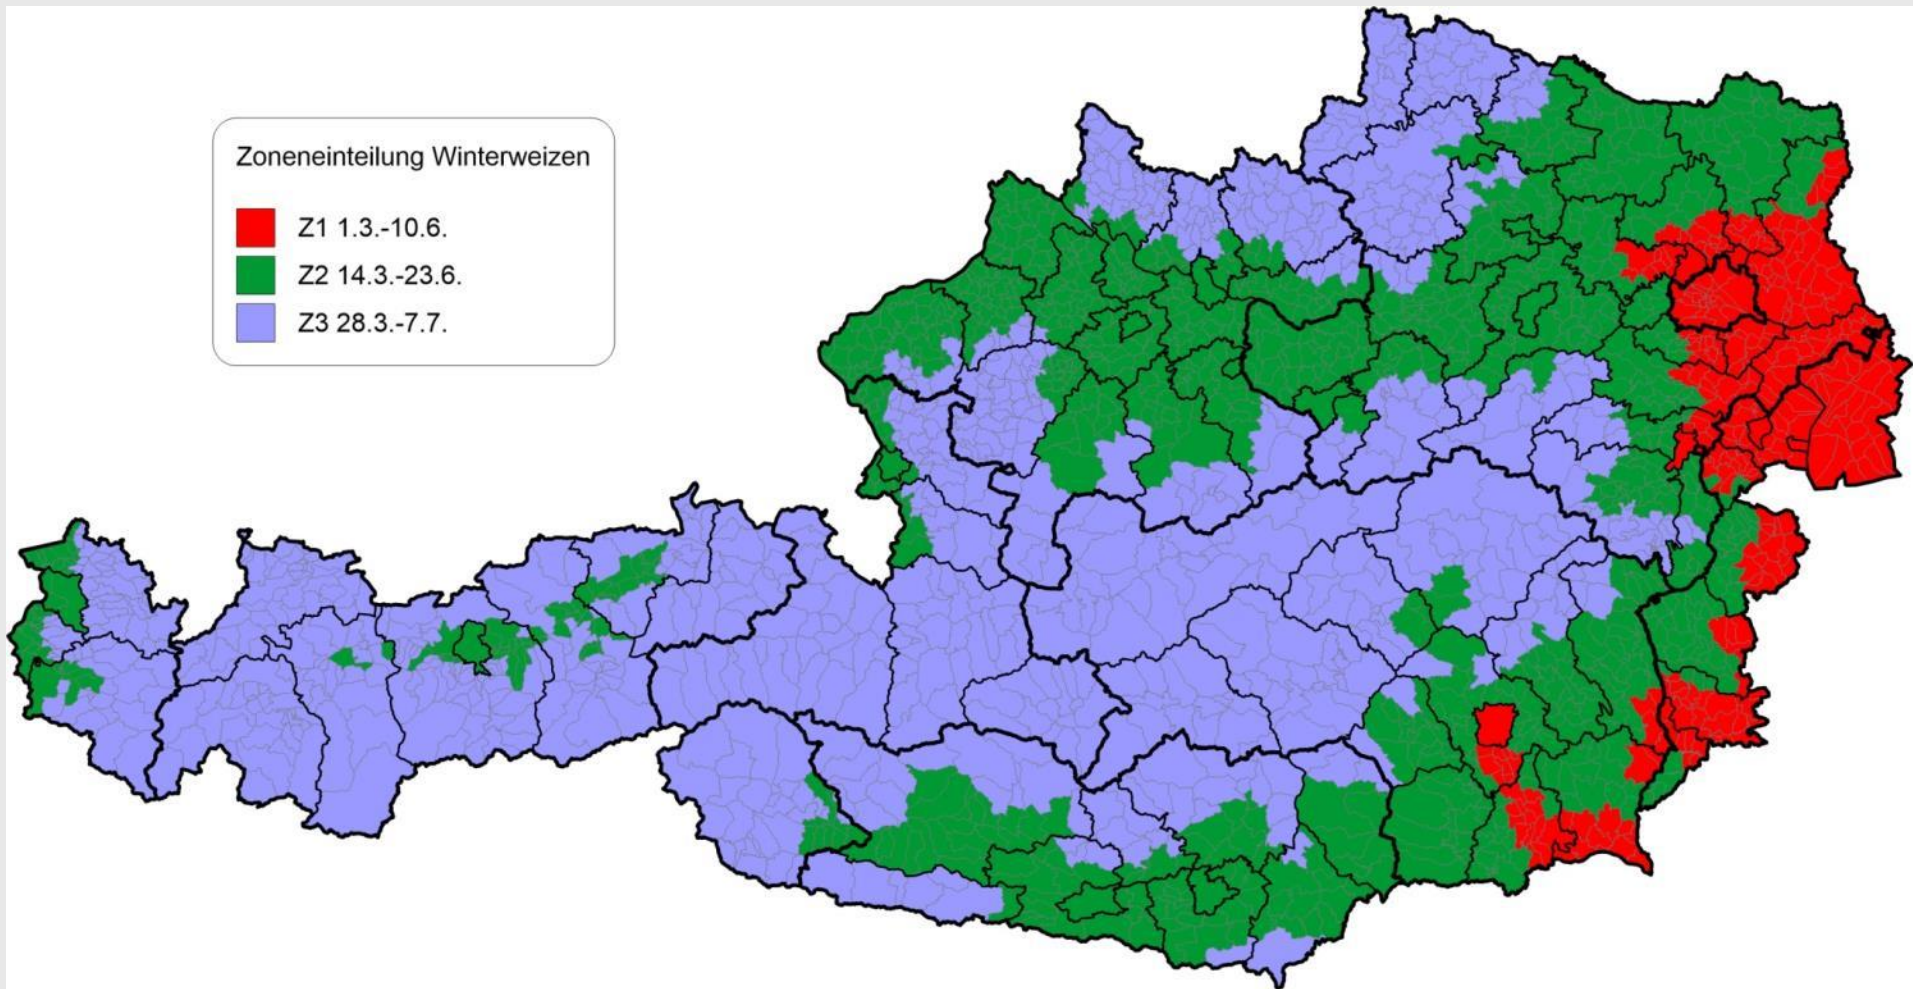 Zoneneinteilung Winterweizen
Z1 1.3.-10.6.
Z2 14.3.-23.6.
Z3 28.3.-7.7.